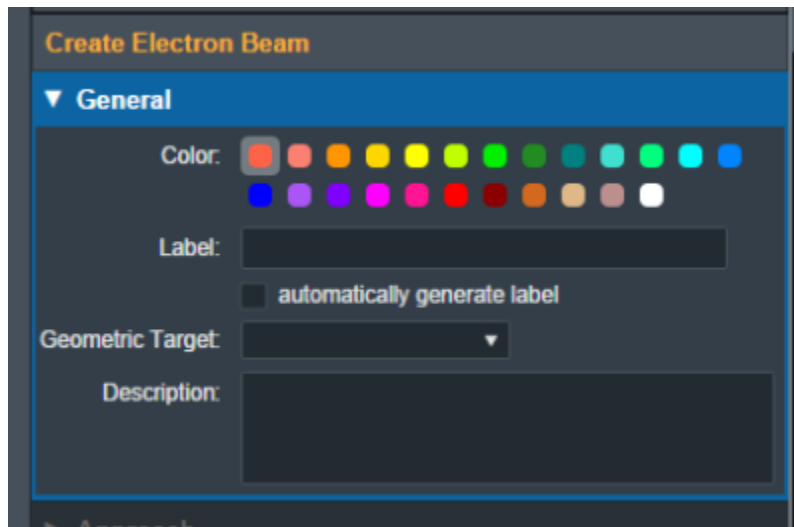 Create Electron Beam
▼ General
Color:
Label:
automatically generate label
Geometric Target: ▼
Description: